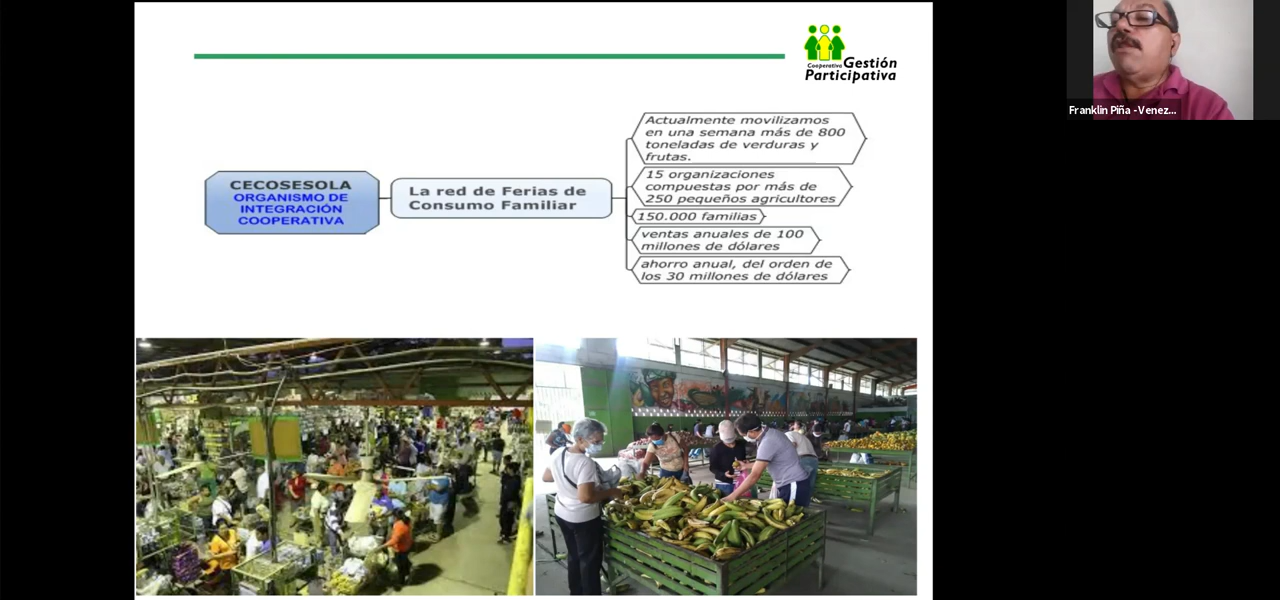 Cooperativa Gestión
Participativa
Franklin Piña -Venez...
CECOSESOLA
ORGANISMO DE
INTEGRACIÓN
COOPERATIVA
La red de Ferias de
Consumo Familiar
Actualmente movilizamos
en una semana más de 800
toneladas de verduras y
frutas.
15 organizaciones
compuestas por más de
250 pequeños agricultores
150.000 familias
ventas anuales de 100
millones de dólares
ahorro anual, del orden de
los 30 millones de dólares